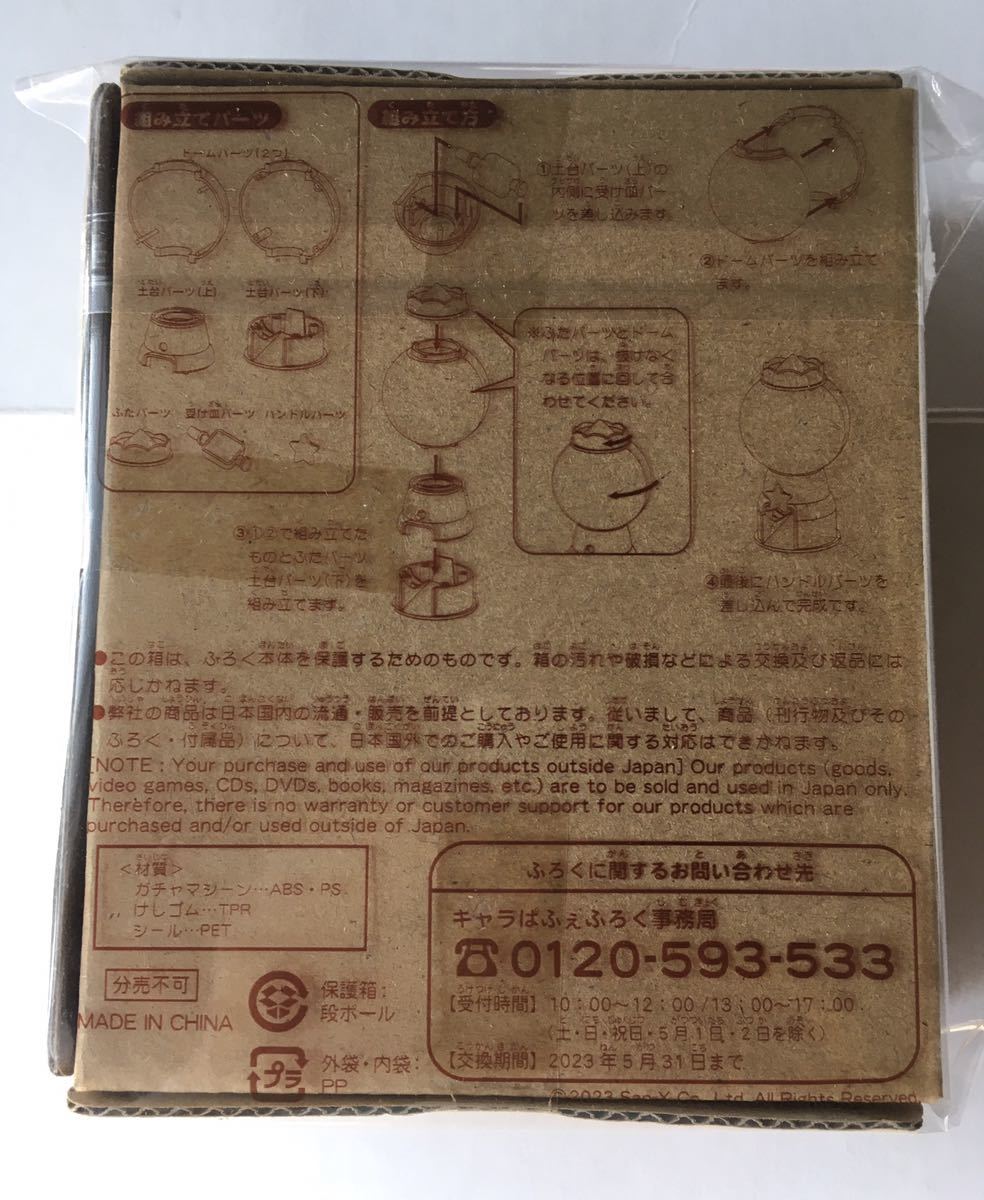 組み立てパーツ
ドームパーツ(2つ)
土台パーツ(上) 土台パーツ(下)
ふたパーツ 受け皿パーツ ハンドルパーツ
組み立て方
①土台パーツ(上)の
内側に受け皿パー
ツを差し込みます。
②ドームパーツを組み立て
ます。
※ふたパーツとドーム
パーツは、抜けなく
なる位置に回して合
わせてください。
③①②で組み立てた
ものとふたパーツ
土台パーツ(下)を
組み立てます。
④最後にハンドルパーツを
差し込んで完成です。
●この箱は、ふろく本体を保護するためのものです。箱の汚れや破損などによる交換及び返品には
応じかねます。
●弊社の商品は日本国内の流通・販売を前提としております。従いまして、商品（刊行物及びその
ふろく・付属品）について、日本国外でのご購入やご使用に関する対応はできかねます。
[NOTE : Your purchase and use of our products outside Japan] Our products (goods,
video games, CDs, DVDs, books, magazines, etc.) are to be sold and used in Japan only.
Therefore, there is no warranty or customer support for our products which are
purchased and/or used outside of Japan.
＜材質＞
ガチャマシーン…ABS・PS
けしゴム…TPR
シール…PET
分売不可
MADE IN CHINA
保護箱：
段ボール
プラ
外袋・内袋：
PP
ふろくに関するお問い合わせ先
キャラぱふぇふろく事務局
☎0120-593-533
【受付時間】10:00～12:00/13:00～17:00
（土・日・祝日・5月1日・2日を除く）
【交換期間】2023年5月31日まで
©2023 San-X Co., Ltd. All Rights Reserved.